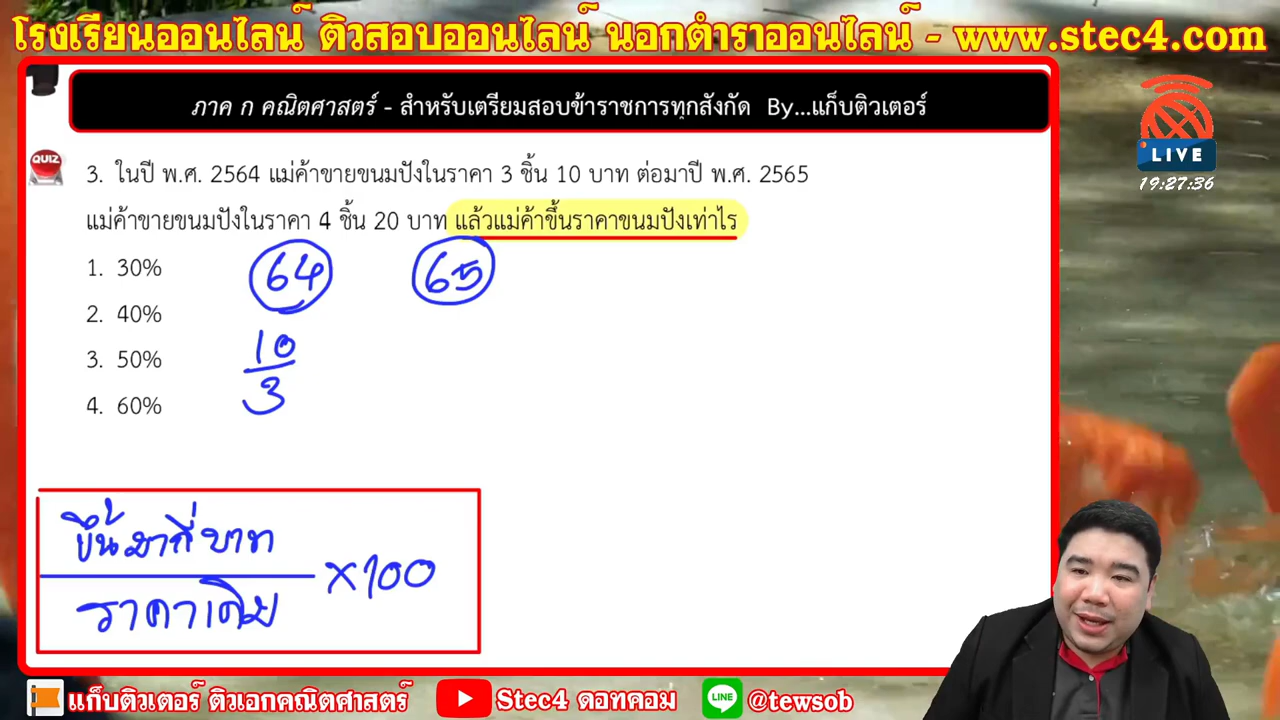 โรงเรียนออนไลน์ ติวสอบออนไลน์ นอกตำราออนไลน์ - www.stec4.com
ภาค ก คณิตศาสตร์ - สำหรับเตรียมสอบข้าราชการทุกสังกัด By...แก็บติวเตอร์
LIVE
19:27:36
QUIZ
3. ในปี พ.ศ. 2564 แม่ค้าขายขนมปังในราคา 3 ชิ้น 10 บาท ต่อมาปี พ.ศ. 2565
แม่ค้าขายขนมปังในราคา 4 ชิ้น 20 บาท แล้วแม่ค้าขึ้นราคาขนมปังเท่าไร
1. 30%
2. 40%
3. 50%
4. 60%
64 65
10
3
ขึ้นมากี่บาท
ราคาเดิม
×100
แก็บติวเตอร์ ติวเอกคณิตศาสตร์ Stec4 ดอทคอม LINE @tewsob